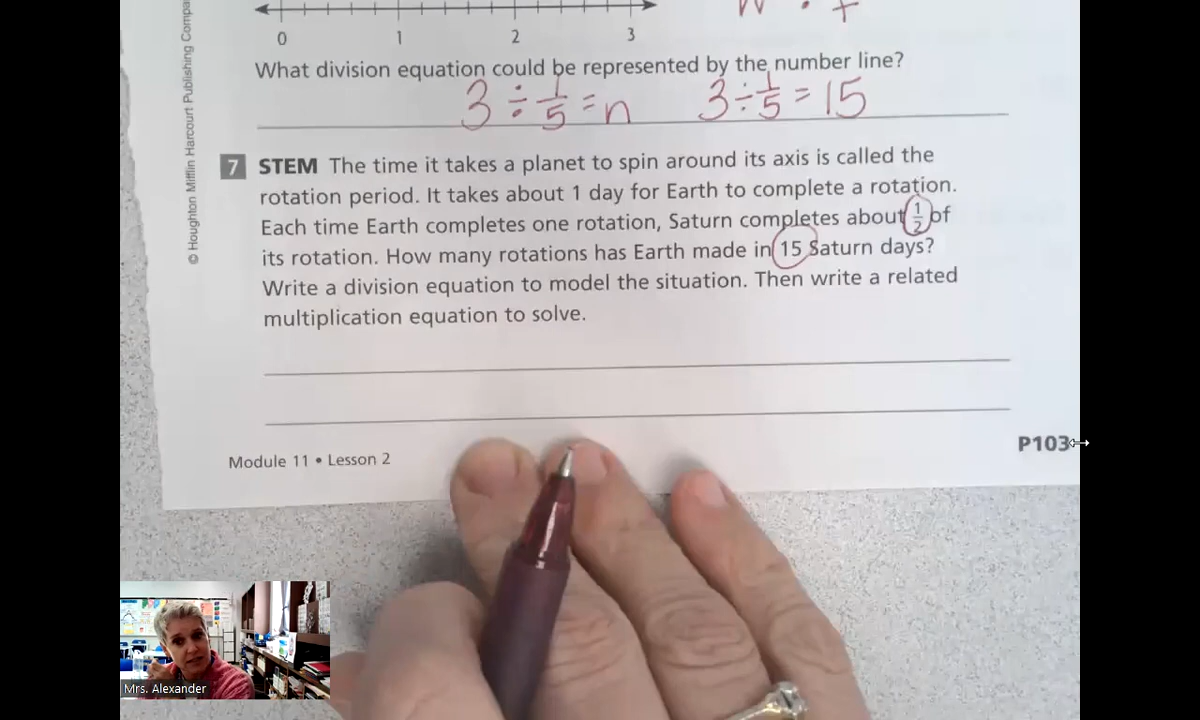 0 1 2 3
What division equation could be represented by the number line?
3 ÷ 1/5 = n 3 ÷ 1/5 = 15
7 STEM The time it takes a planet to spin around its axis is called the
rotation period. It takes about 1 day for Earth to complete a rotation.
Each time Earth completes one rotation, Saturn completes about 1/2 of
its rotation. How many rotations has Earth made in 15 Saturn days?
Write a division equation to model the situation. Then write a related
multiplication equation to solve.
Module 11 • Lesson 2
P103
© Houghton Mifflin Harcourt Publishing
Mrs. Alexander